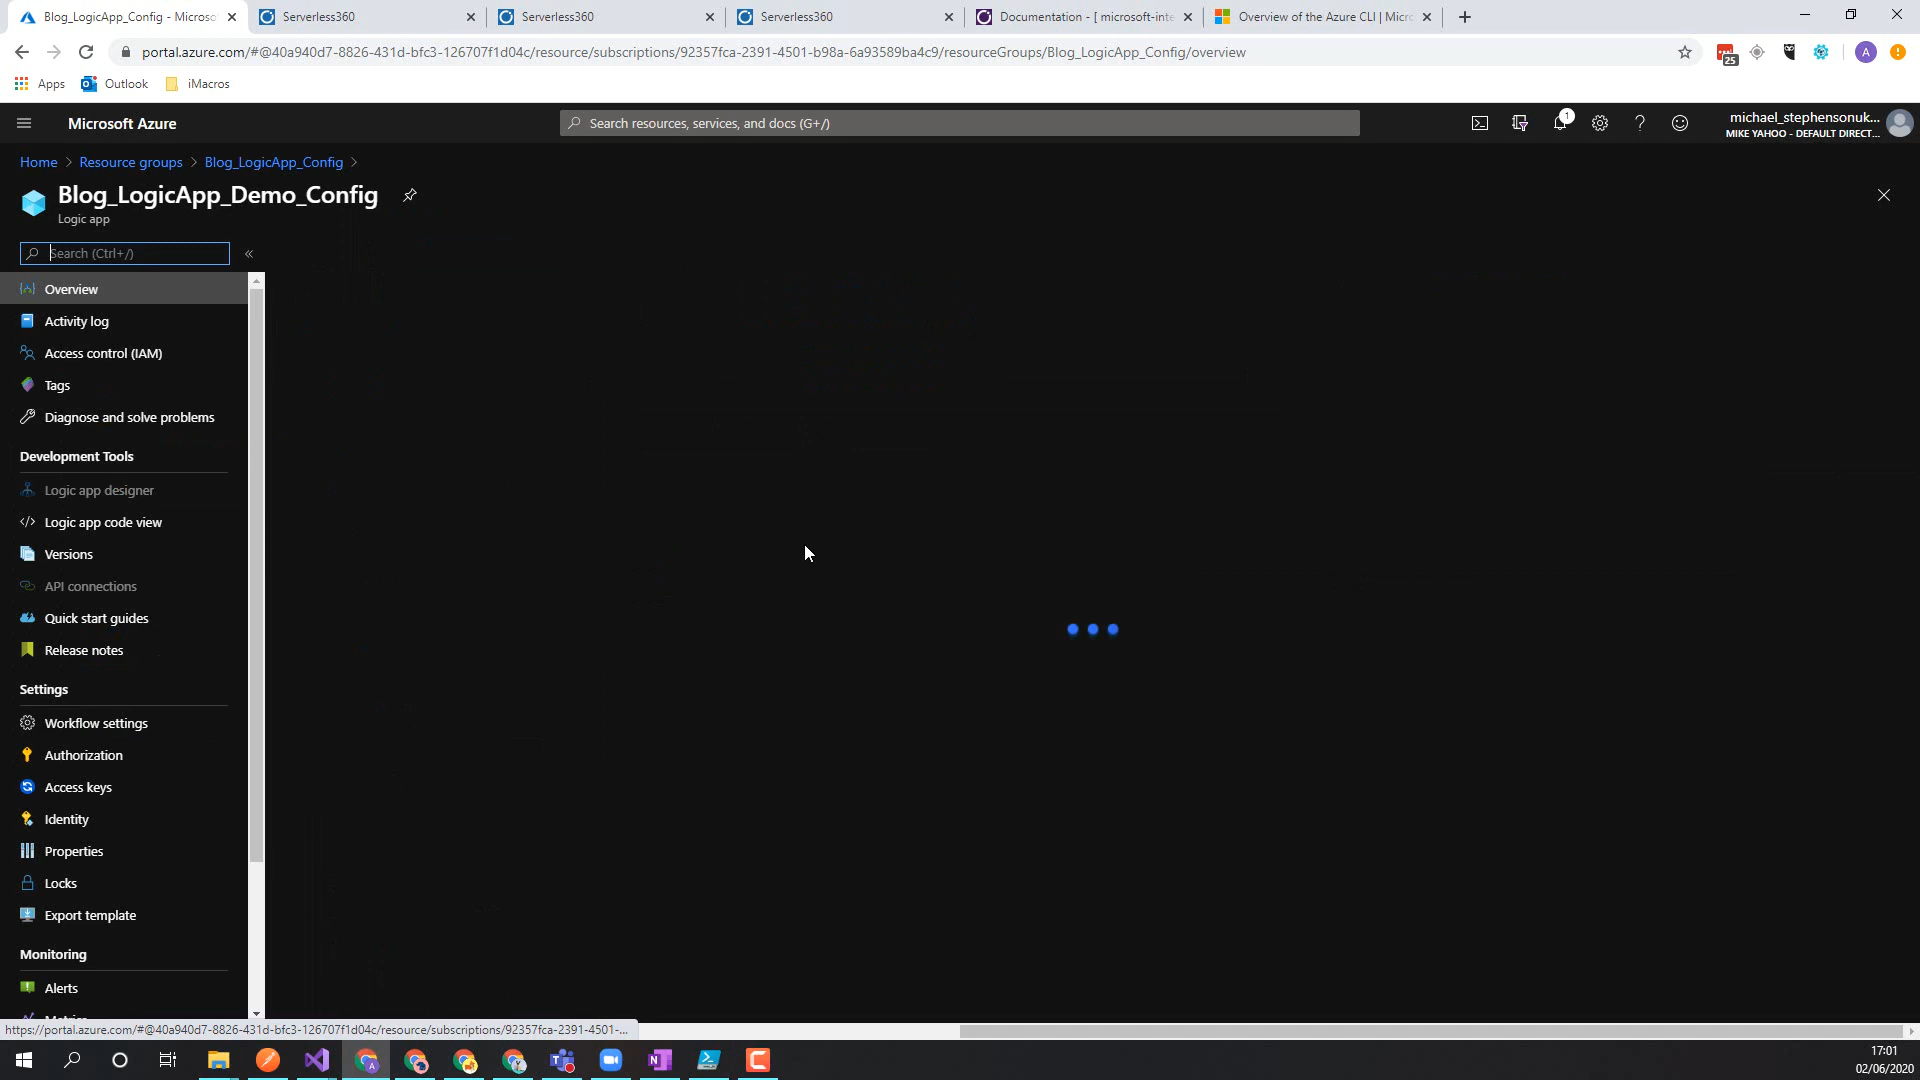 Blog_LogicApp_Config - Microso
Serverless360
Serverless360
Serverless360
Documentation - [ microsoft-inte
Overview of the Azure CLI | Micro
portal.azure.com/#@40a940d7-8826-431d-bfc3-126707f1d04c/resource/subscriptions/92357fca-2391-4501-b98a-6a93589ba4c9/resourceGroups/Blog_LogicApp_Config/overview
25
A
Apps
Outlook
iMacros
Microsoft Azure
Search resources, services, and docs (G+/)
1
michael_stephensonuk...
MIKE YAHOO - DEFAULT DIRECT...
Home > Resource groups > Blog_LogicApp_Config >
Blog_LogicApp_Demo_Config
Logic app
Search (Ctrl+/)
«
Overview
Activity log
Access control (IAM)
Tags
Diagnose and solve problems
Development Tools
Logic app designer
Logic app code view
Versions
API connections
Quick start guides
Release notes
Settings
Workflow settings
Authorization
Access keys
Identity
Properties
Locks
Export template
Monitoring
Alerts
Metrics
https://portal.azure.com/#@40a940d7-8826-431d-bfc3-126707f1d04c/resource/subscriptions/92357fca-2391-4501-...
17:01
02/06/2020